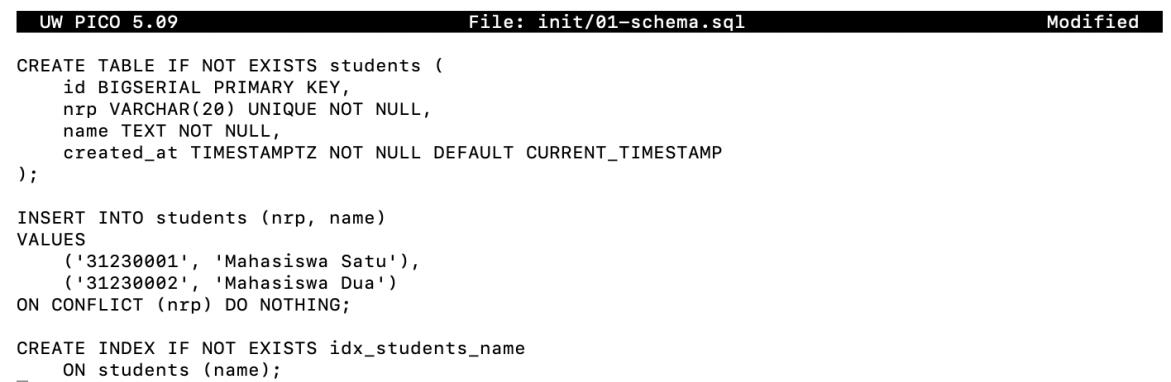 UW PICO 5.09 File: init/01-schema.sql Modified
CREATE TABLE IF NOT EXISTS students (
    id BIGSERIAL PRIMARY KEY,
    nrp VARCHAR(20) UNIQUE NOT NULL,
    name TEXT NOT NULL,
    created_at TIMESTAMPTZ NOT NULL DEFAULT CURRENT_TIMESTAMP
);
INSERT INTO students (nrp, name)
VALUES
    ('31230001', 'Mahasiswa Satu'),
    ('31230002', 'Mahasiswa Dua')
ON CONFLICT (nrp) DO NOTHING;
CREATE INDEX IF NOT EXISTS idx_students_name
    ON students (name);